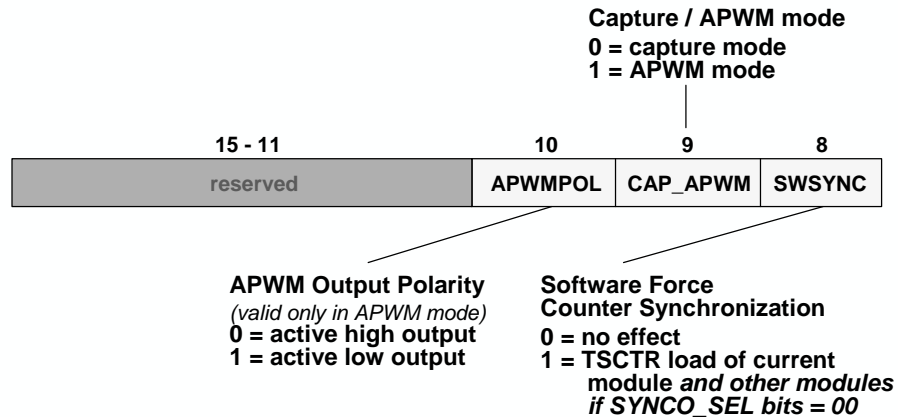 Capture / APWM mode
0 = capture mode
1 = APWM mode
15 - 11
10
9
8
reserved
APWMPOL
CAP_APWM
SWSYNC
APWM Output Polarity
(valid only in APWM mode)
0 = active high output
1 = active low output
Software Force
Counter Synchronization
0 = no effect
1 = TSCTR load of current
module and other modules
if SYNCO_SEL bits = 00